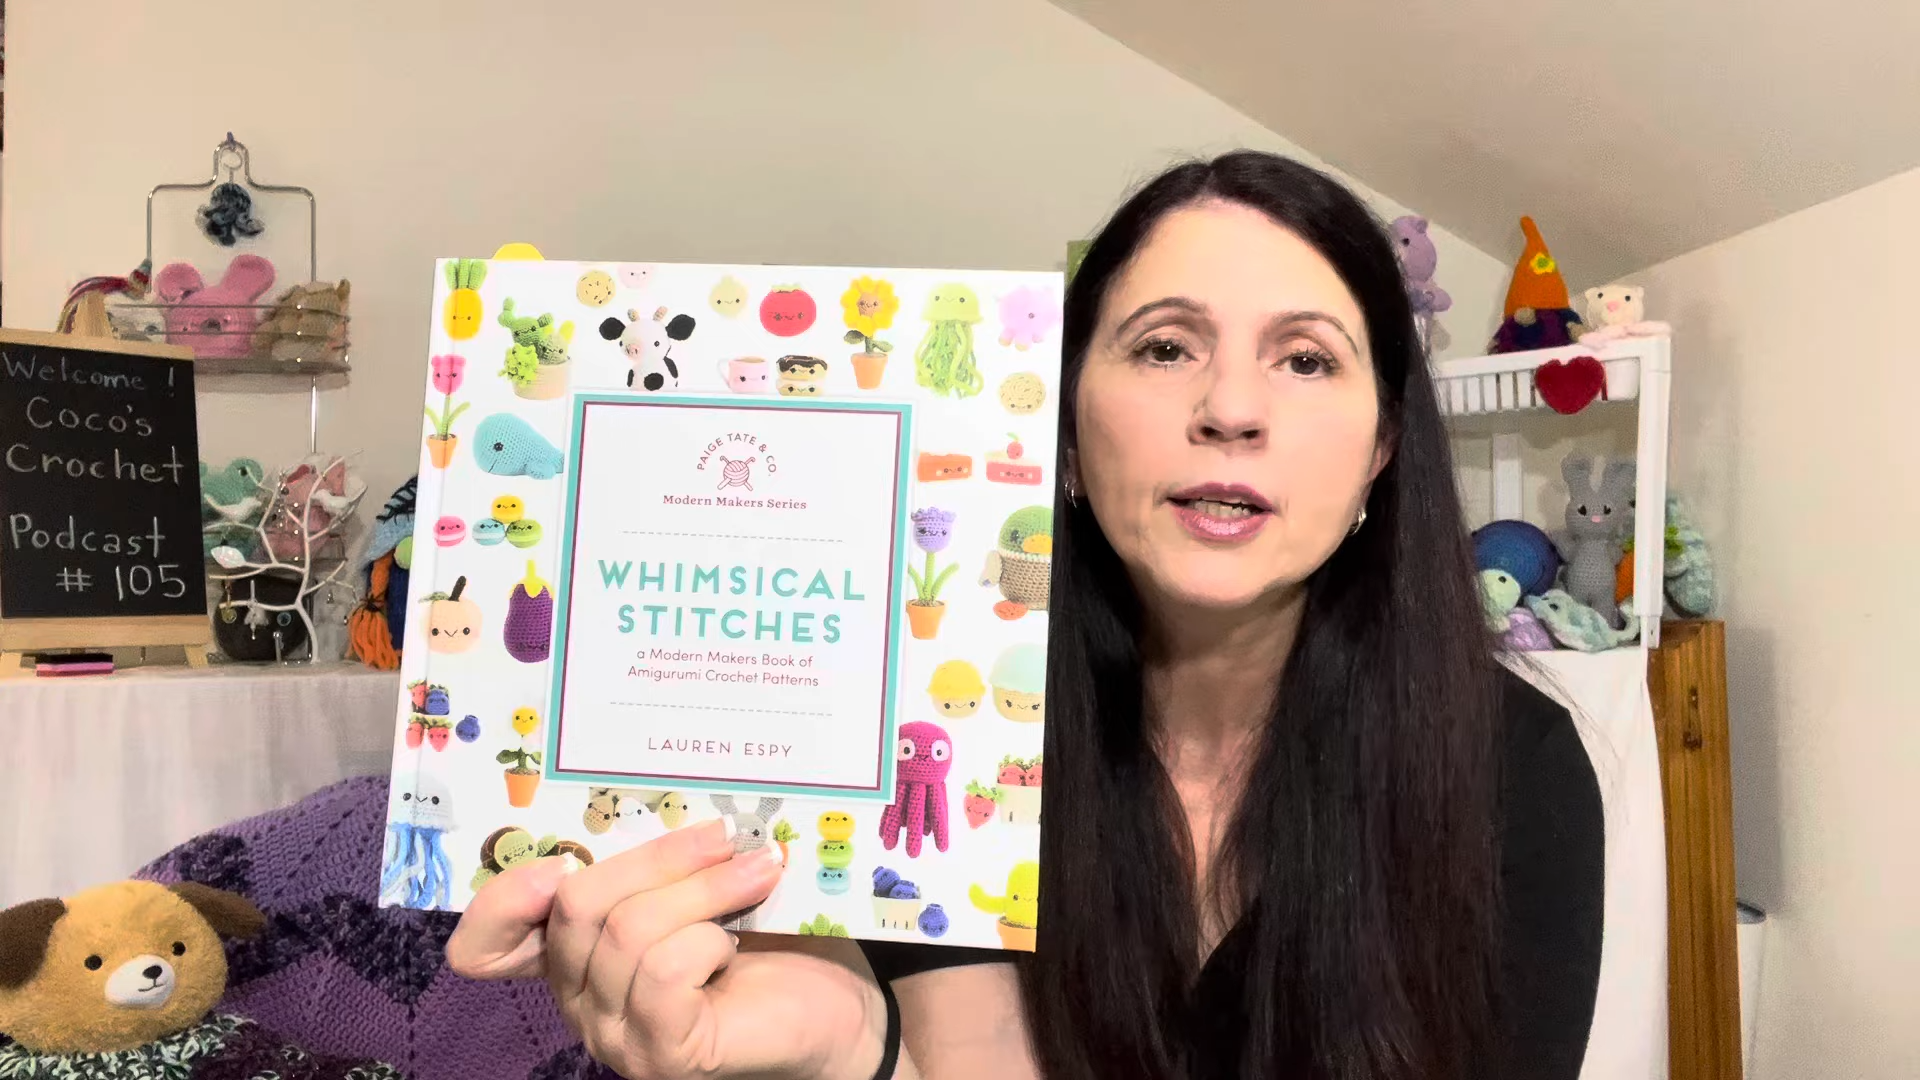 Welcome !
Coco's
Crochet
Podcast
# 105
PAIGE TATE & CO.
Modern Makers Series
WHIMSICAL
STITCHES
a Modern Makers Book of
Amigurumi Crochet Patterns
LAUREN ESPY